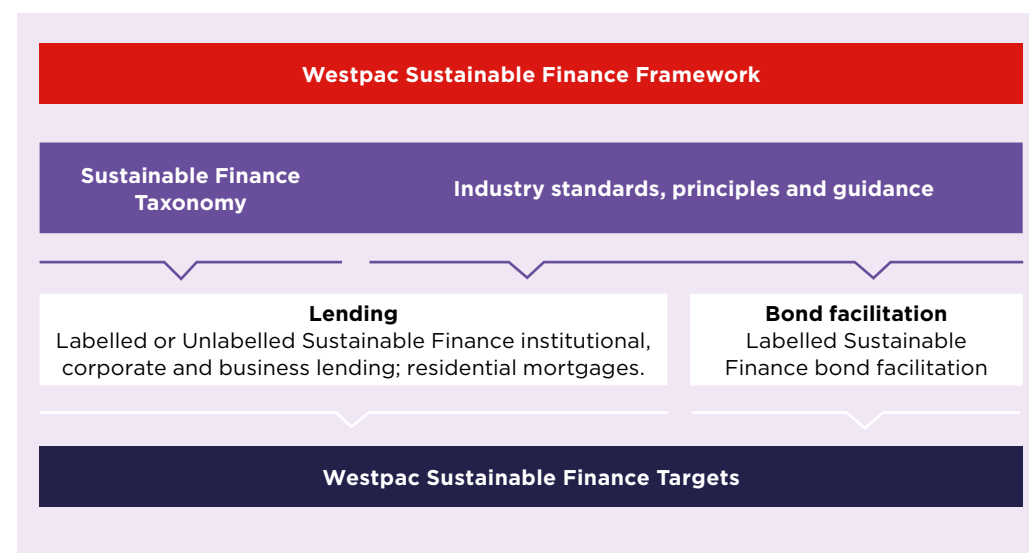 Westpac Sustainable Finance Framework
Sustainable Finance
Taxonomy
Industry standards, principles and guidance
Lending
Labelled or Unlabelled Sustainable Finance institutional,
corporate and business lending; residential mortgages.
Bond facilitation
Labelled Sustainable
Finance bond facilitation
Westpac Sustainable Finance Targets